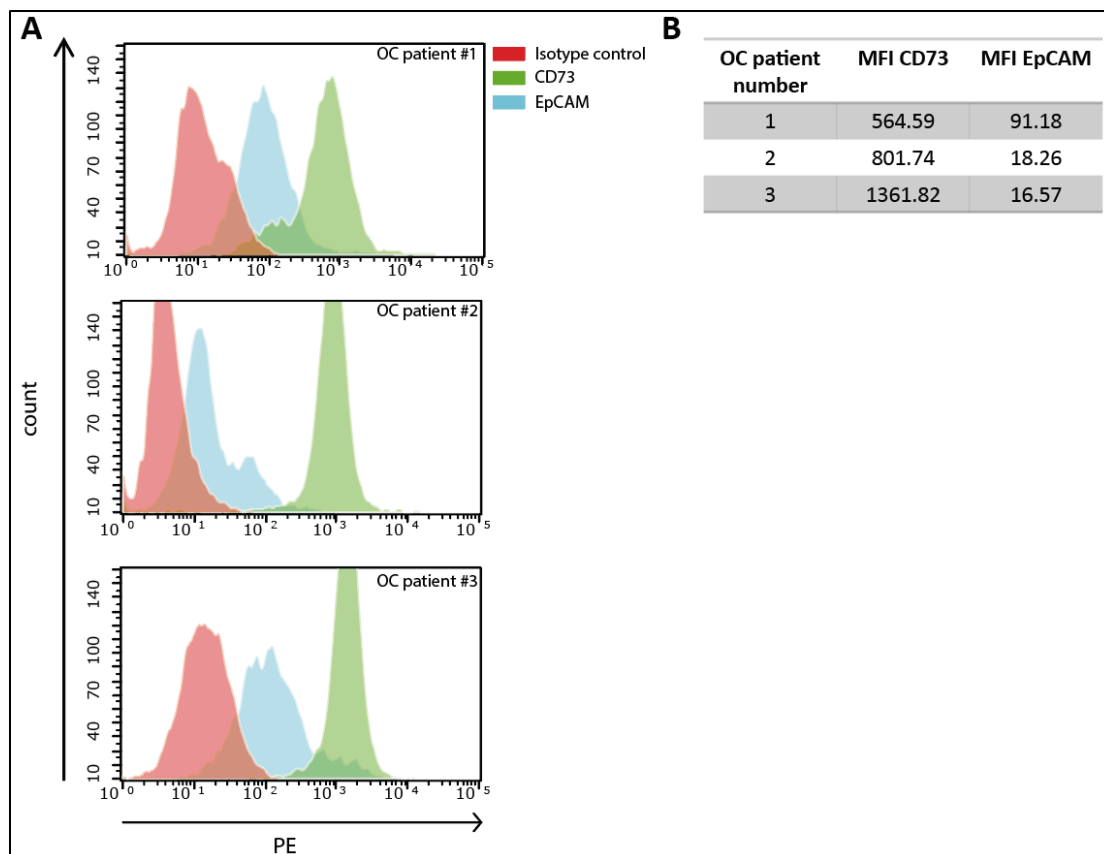 A
OC patient #1
Isotype control
CD73
EpCAM
140
100
70
40
10
10^0 10^1 10^2 10^3 10^4 10^5
OC patient #2
140
100
70
40
10
10^0 10^1 10^2 10^3 10^4 10^5
OC patient #3
140
100
70
40
10
10^0 10^1 10^2 10^3 10^4 10^5
count
PE
B
OC patient number MFI CD73 MFI EpCAM
1 564.59 91.18
2 801.74 18.26
3 1361.82 16.57